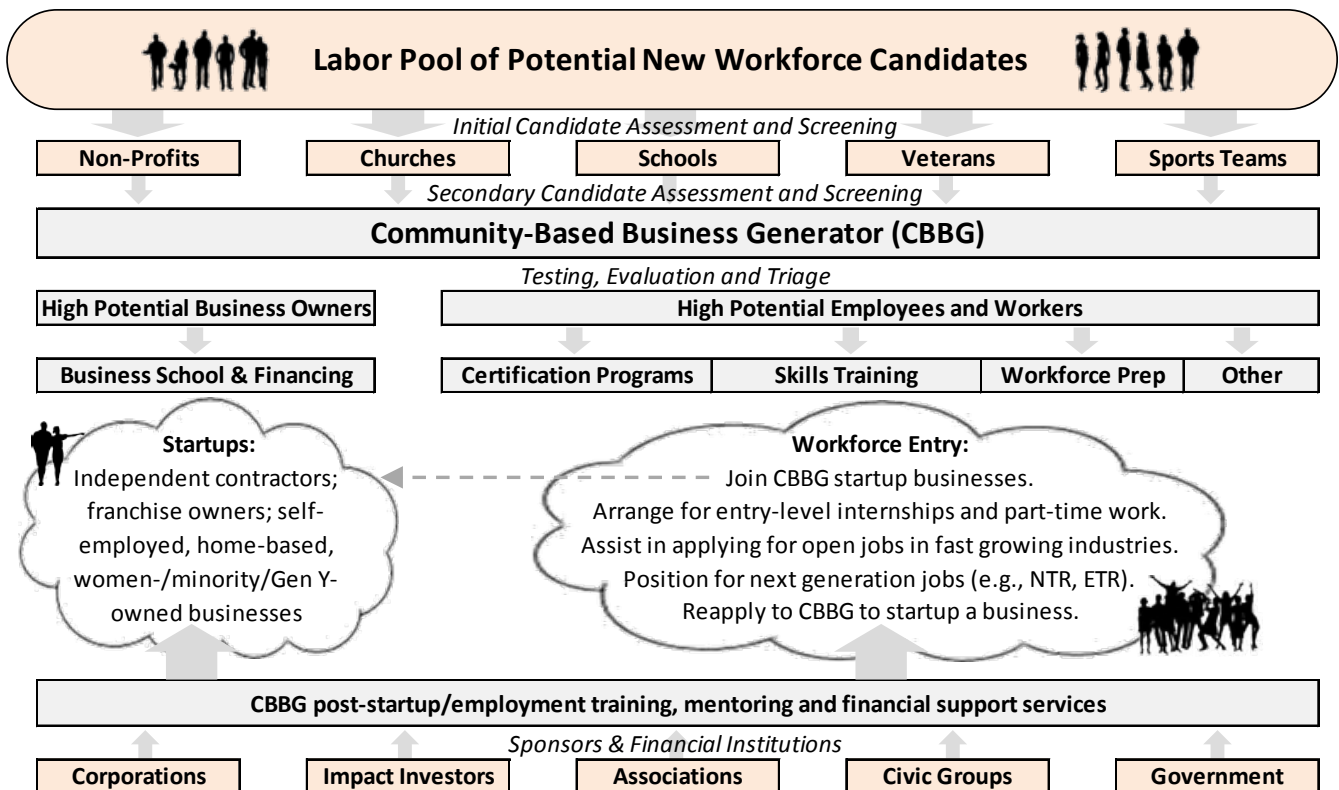 Labor Pool of Potential New Workforce Candidates
Initial Candidate Assessment and Screening
Non-Profits
Churches
Schools
Veterans
Sports Teams
Secondary Candidate Assessment and Screening
Community-Based Business Generator (CBBG)
Testing, Evaluation and Triage
High Potential Business Owners
High Potential Employees and Workers
Business School & Financing
Certification Programs
Skills Training
Workforce Prep
Other
Startups:
Independent contractors;
franchise owners; self-
employed, home-based,
women-/minority/Gen Y-
owned businesses
Workforce Entry:
Join CBBG startup businesses.
Arrange for entry-level internships and part-time work.
Assist in applying for open jobs in fast growing industries.
Position for next generation jobs (e.g., NTR, ETR).
Reapply to CBBG to startup a business.
CBBG post-startup/employment training, mentoring and financial support services
Sponsors & Financial Institutions
Corporations
Impact Investors
Associations
Civic Groups
Government